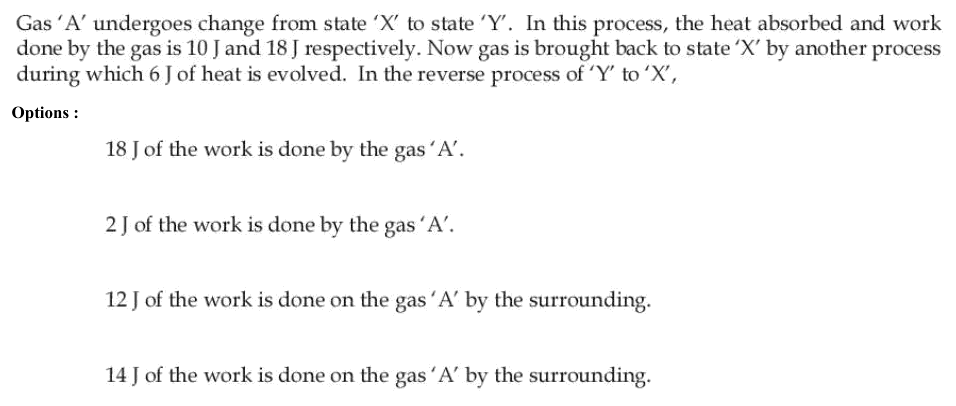 Gas ‘A’ undergoes change from state ‘X’ to state ‘Y’. In this process, the heat absorbed and work
done by the gas is 10 J and 18 J respectively. Now gas is brought back to state ‘X’ by another process
during which 6 J of heat is evolved. In the reverse process of ‘Y’ to ‘X’,
Options :
18 J of the work is done by the gas ‘A’.
2 J of the work is done by the gas ‘A’.
12 J of the work is done on the gas ‘A’ by the surrounding.
14 J of the work is done on the gas ‘A’ by the surrounding.